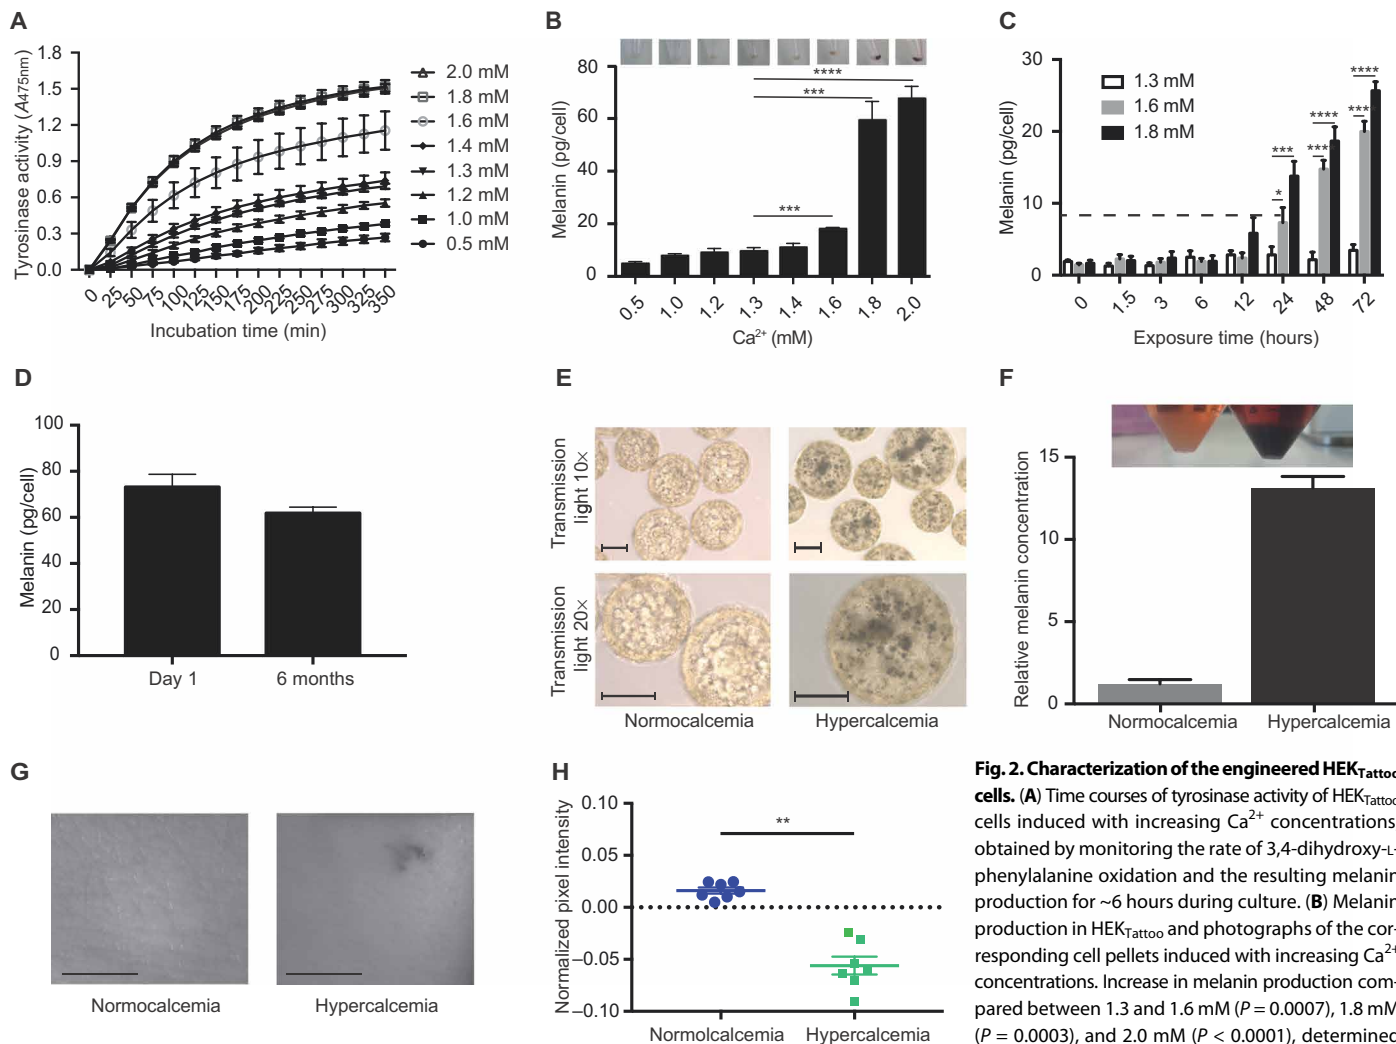 A
Tyrosinase activity (A475nm)
1.8
1.5
1.2
0.9
0.6
0.3
0.0
0 25 50 75 100 125 150 175 200 225 250 275 300 325 350
Incubation time (min)
2.0 mM
1.8 mM
1.6 mM
1.4 mM
1.3 mM
1.2 mM
1.0 mM
0.5 mM
B
Melanin (pg/cell)
80
60
40
20
0
****
***
***
0.5 1.0 1.2 1.3 1.4 1.6 1.8 2.0
Ca²⁺ (mM)
C
Melanin (pg/cell)
30
20
10
0
1.3 mM
1.6 mM
1.8 mM
*
***
****
****
****
****
0 1.5 3 6 12 24 48 72
Exposure time (hours)
D
Melanin (pg/cell)
100
80
60
40
20
0
Day 1 6 months
E
Transmission
light 10×
Transmission
light 20×
Normocalcemia Hypercalcemia
F
Relative melanin concentration
15
10
5
0
Normocalcemia Hypercalcemia
G
Normocalcemia Hypercalcemia
H
Normalized pixel intensity
0.10
0.05
0.00
−0.05
−0.10
**
Normolcalcemia Hypercalcemia
Fig. 2. Characterization of the engineered HEKTattoo
cells. (A) Time courses of tyrosinase activity of HEKTattoo
cells induced with increasing Ca²⁺ concentrations
obtained by monitoring the rate of 3,4-dihydroxy-L-
phenylalanine oxidation and the resulting melanin
production for ~6 hours during culture. (B) Melanin
production in HEKTattoo and photographs of the cor-
responding cell pellets induced with increasing Ca²⁺
concentrations. Increase in melanin production com-
pared between 1.3 and 1.6 mM (P = 0.0007), 1.8 mM
(P = 0.0003), and 2.0 mM (P < 0.0001), determined